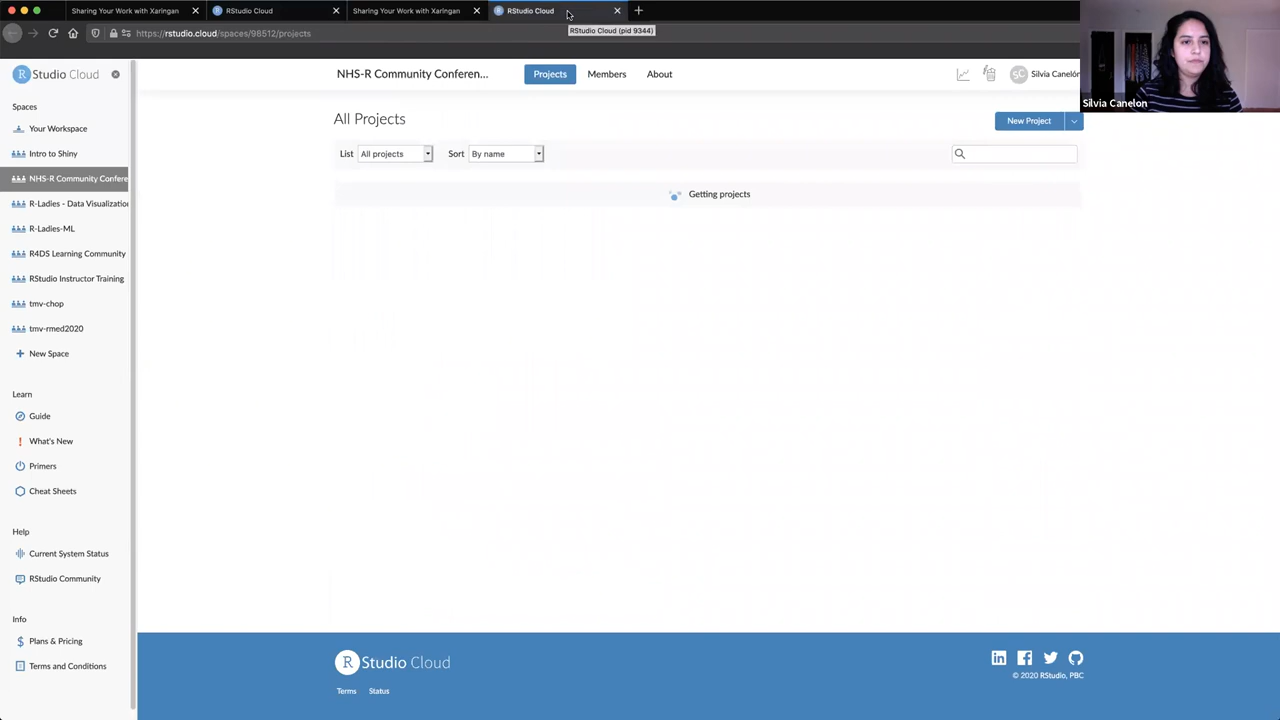 Sharing Your Work with Xaringan
RStudio Cloud
Sharing Your Work with Xaringan
RStudio Cloud
RStudio Cloud (pid 9344)
https://rstudio.cloud/spaces/98512/projects
R Studio Cloud
NHS-R Community Conferen...
Projects
Members
About
SC
Silvia Canelón
Silvia Canelon
Spaces
Your Workspace
Intro to Shiny
NHS-R Community Confere
R-Ladies - Data Visualization
R-Ladies-ML
R4DS Learning Community
RStudio Instructor Training
tmv-chop
tmv-rmed2020
New Space
Learn
Guide
What's New
Primers
Cheat Sheets
Help
Current System Status
RStudio Community
Info
Plans & Pricing
Terms and Conditions
All Projects
New Project
List All projects Sort By name
Getting projects
R Studio Cloud
Terms Status
© 2020 RStudio, PBC